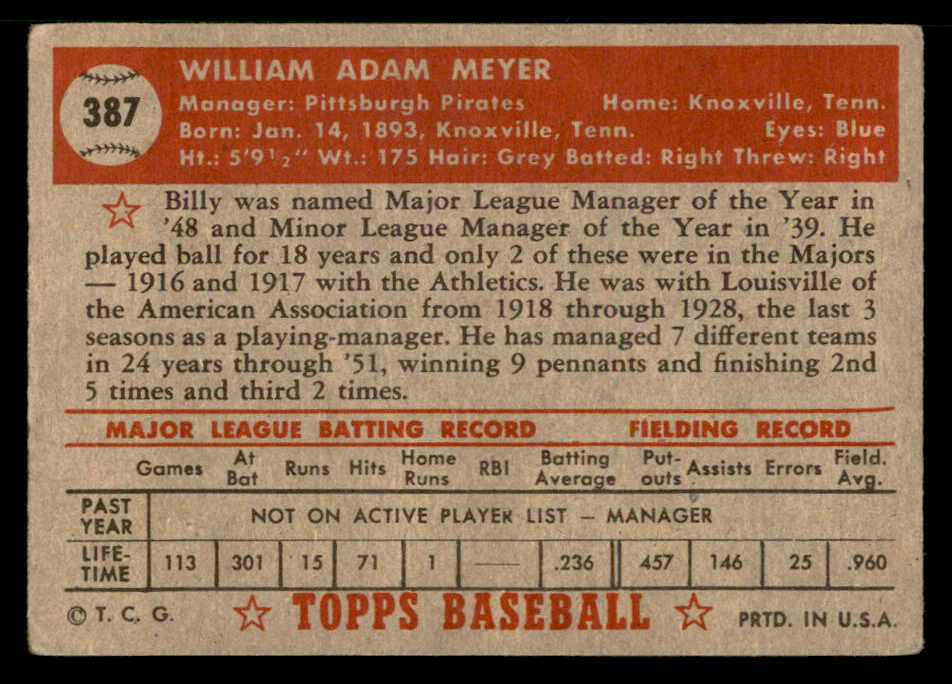 387
WILLIAM ADAM MEYER
Manager: Pittsburgh Pirates Home: Knoxville, Tenn.
Born: Jan. 14, 1893, Knoxville, Tenn. Eyes: Blue
Ht.: 5'9½" Wt.: 175 Hair: Grey Batted: Right Threw: Right
Billy was named Major League Manager of the Year in
'48 and Minor League Manager of the Year in '39. He
played ball for 18 years and only 2 of these were in the Majors
— 1916 and 1917 with the Athletics. He was with Louisville of
the American Association from 1918 through 1928, the last 3
seasons as a playing-manager. He has managed 7 different teams
in 24 years through '51, winning 9 pennants and finishing 2nd
5 times and third 2 times.
MAJOR LEAGUE BATTING RECORD FIELDING RECORD
Games At Bat Runs Hits Home Runs RBI Batting Average Put-outs Assists Errors Field. Avg.
PAST YEAR NOT ON ACTIVE PLAYER LIST — MANAGER
LIFE-TIME 113 301 15 71 1 — .236 457 146 25 .960
© T. C. G. TOPPS BASEBALL PRTD. IN U.S.A.